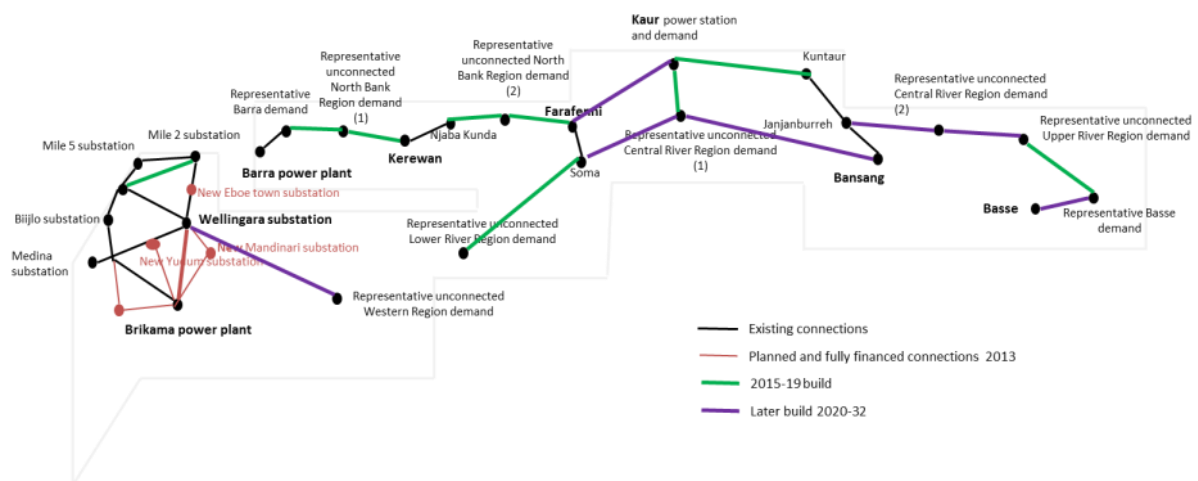 Kaur power station
and demand
Representative
unconnected North
Bank Region demand
(2)
Representative
unconnected
North Bank
Region demand
(1)
Kuntaur
Representative unconnected
Central River Region demand
(2)
Representative
Barra demand
Mile 2 substation
Farafenni
Janjanburreh
Representative unconnected
Upper River Region demand
Njaba Kunda
Representative unconnected
Central River Region demand
(1)
Mile 5 substation
Kerewan
Barra power plant
Soma
Bansang
New Eboe town substation
Biijlo substation
Wellingara substation
Basse
Representative Basse
demand
Representative unconnected
Lower River Region demand
New Mandinari substation
Medina
substation
New Yundum substation
Representative unconnected
Western Region demand
Brikama power plant
Existing connections
Planned and fully financed connections 2013
2015-19 build
Later build 2020-32